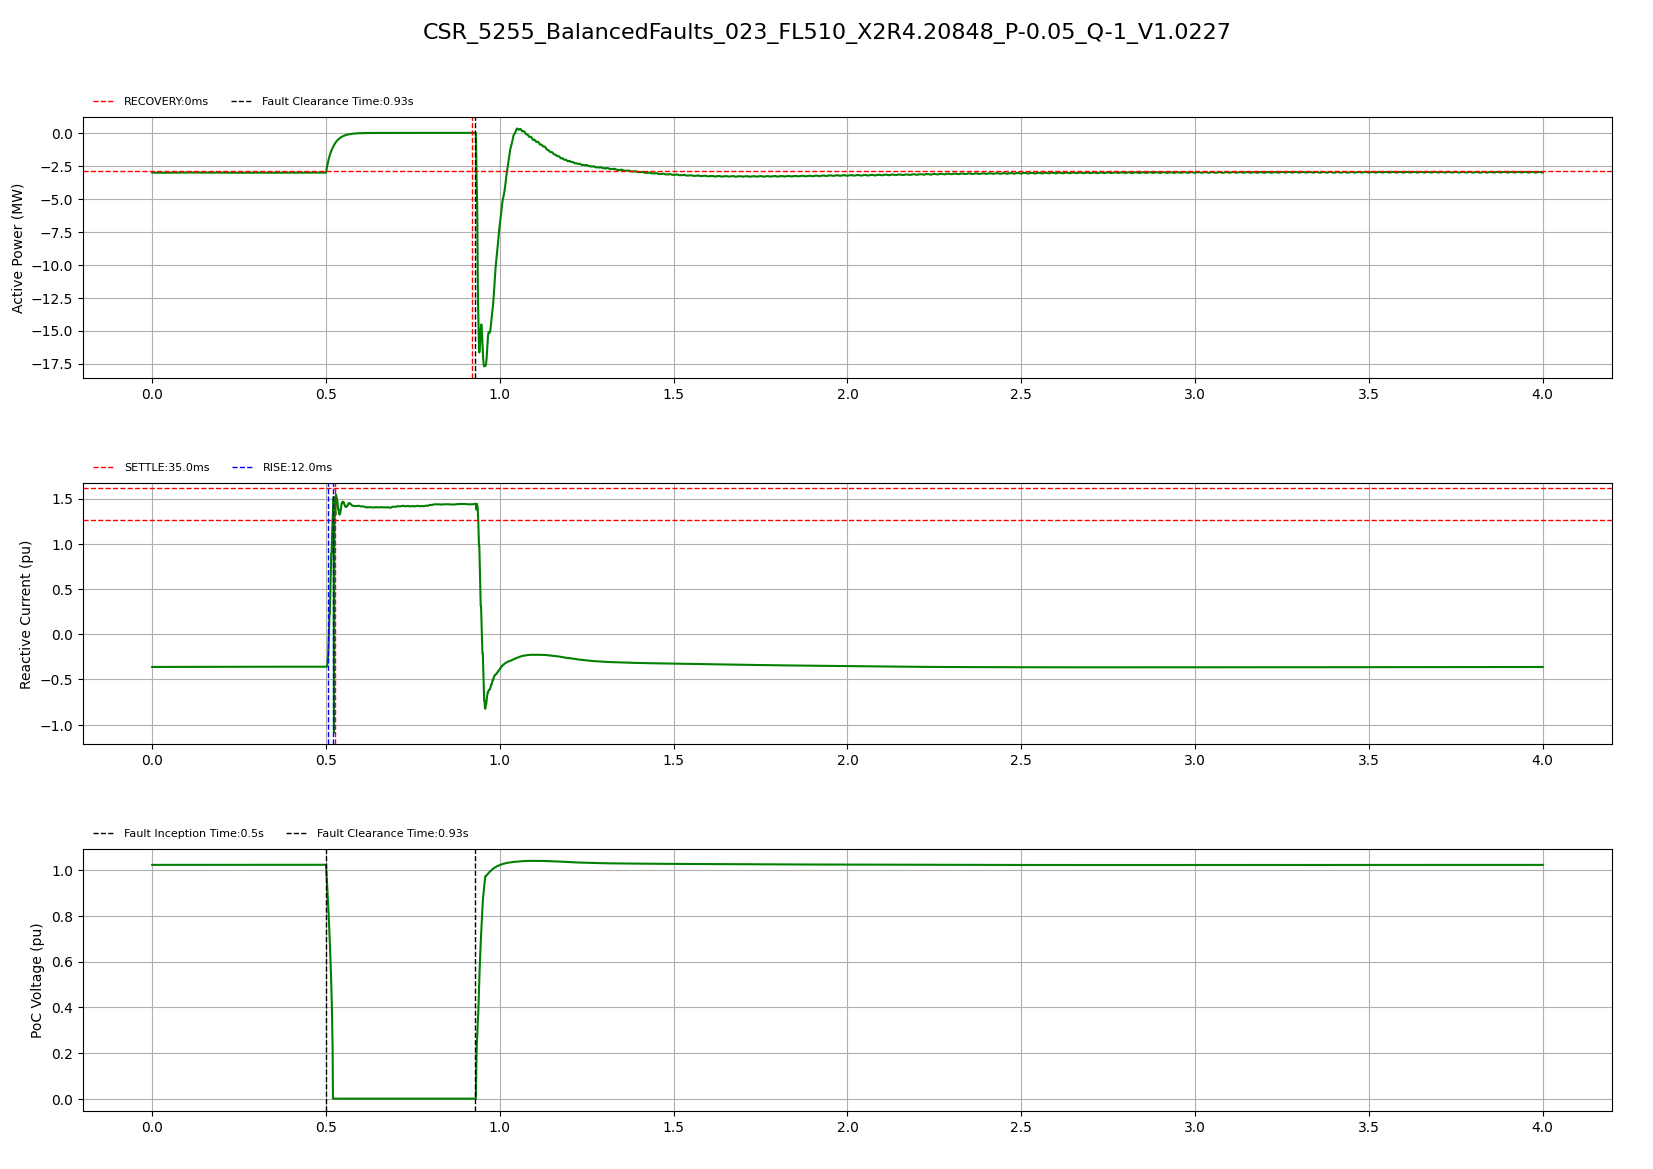 CSR_5255_BalancedFaults_023_FL510_X2R4.20848_P-0.05_Q-1_V1.0227
RECOVERY:0ms Fault Clearance Time:0.93s
Active Power (MW)
0.0
−2.5
−5.0
−7.5
−10.0
−12.5
−15.0
−17.5
0.0 0.5 1.0 1.5 2.0 2.5 3.0 3.5 4.0
SETTLE:35.0ms RISE:12.0ms
Reactive Current (pu)
1.5
1.0
0.5
0.0
−0.5
−1.0
0.0 0.5 1.0 1.5 2.0 2.5 3.0 3.5 4.0
Fault Inception Time:0.5s Fault Clearance Time:0.93s
PoC Voltage (pu)
1.0
0.8
0.6
0.4
0.2
0.0
0.0 0.5 1.0 1.5 2.0 2.5 3.0 3.5 4.0